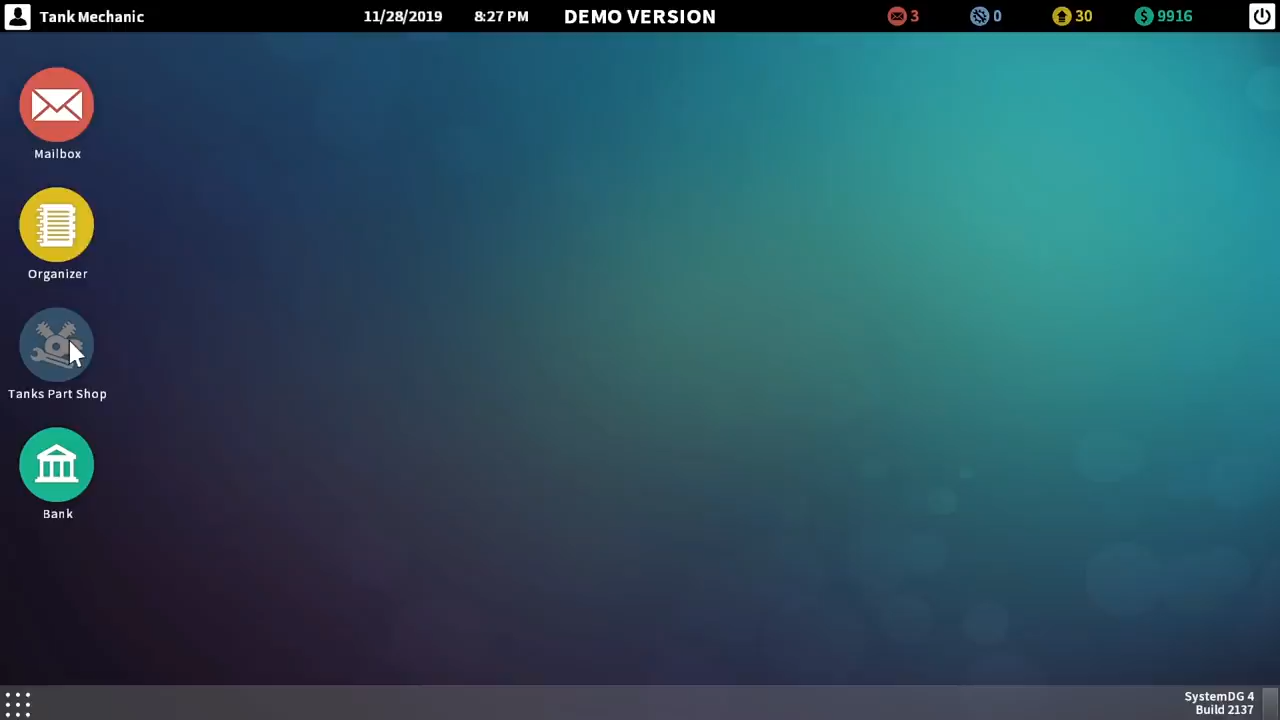 Tank Mechanic 11/28/2019 8:27 PM DEMO VERSION 3 0 30 9916
Mailbox
Organizer
Tanks Part Shop
Bank
SystemDG 4
Build 2137